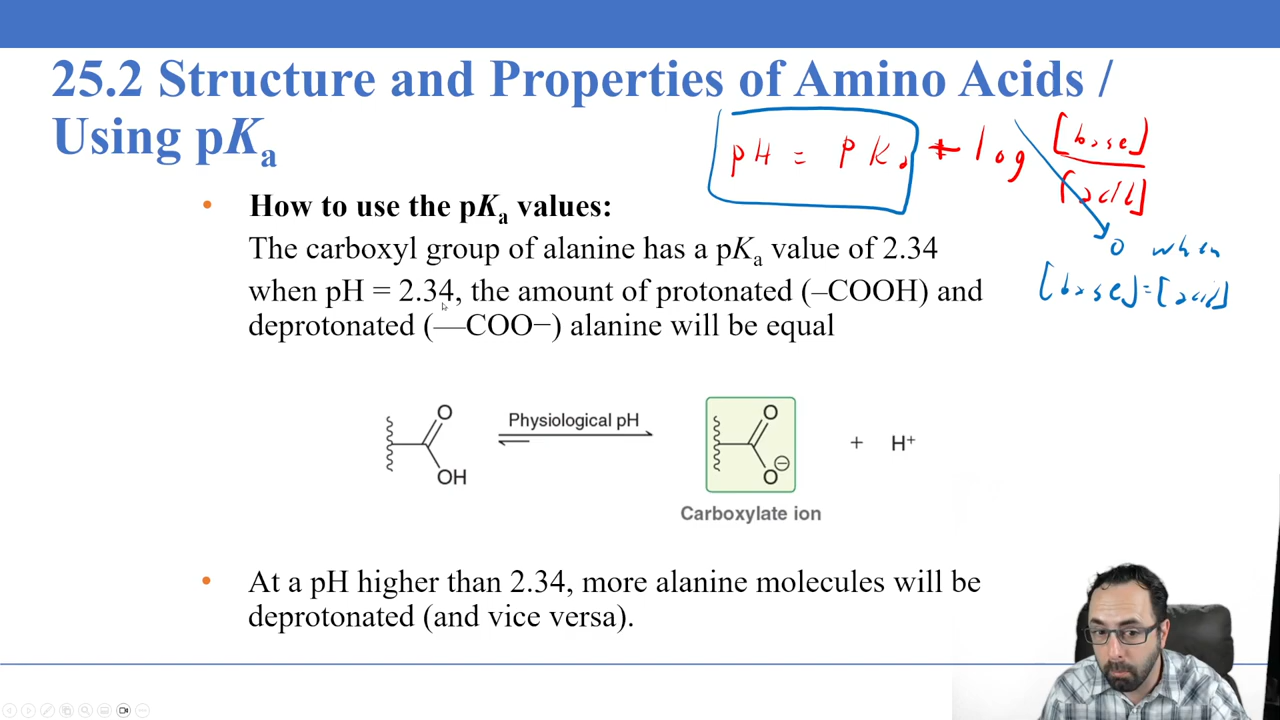 25.2 Structure and Properties of Amino Acids /
Using pKₐ
pH = pKₐ + log [base]/[acid]
0 when
[base]=[acid]
• How to use the pKₐ values:
The carboxyl group of alanine has a pKₐ value of 2.34
when pH = 2.34, the amount of protonated (–COOH) and
deprotonated (—COO−) alanine will be equal
O
OH
Physiological pH
O
O⊖
+ H⁺
Carboxylate ion
• At a pH higher than 2.34, more alanine molecules will be
deprotonated (and vice versa).